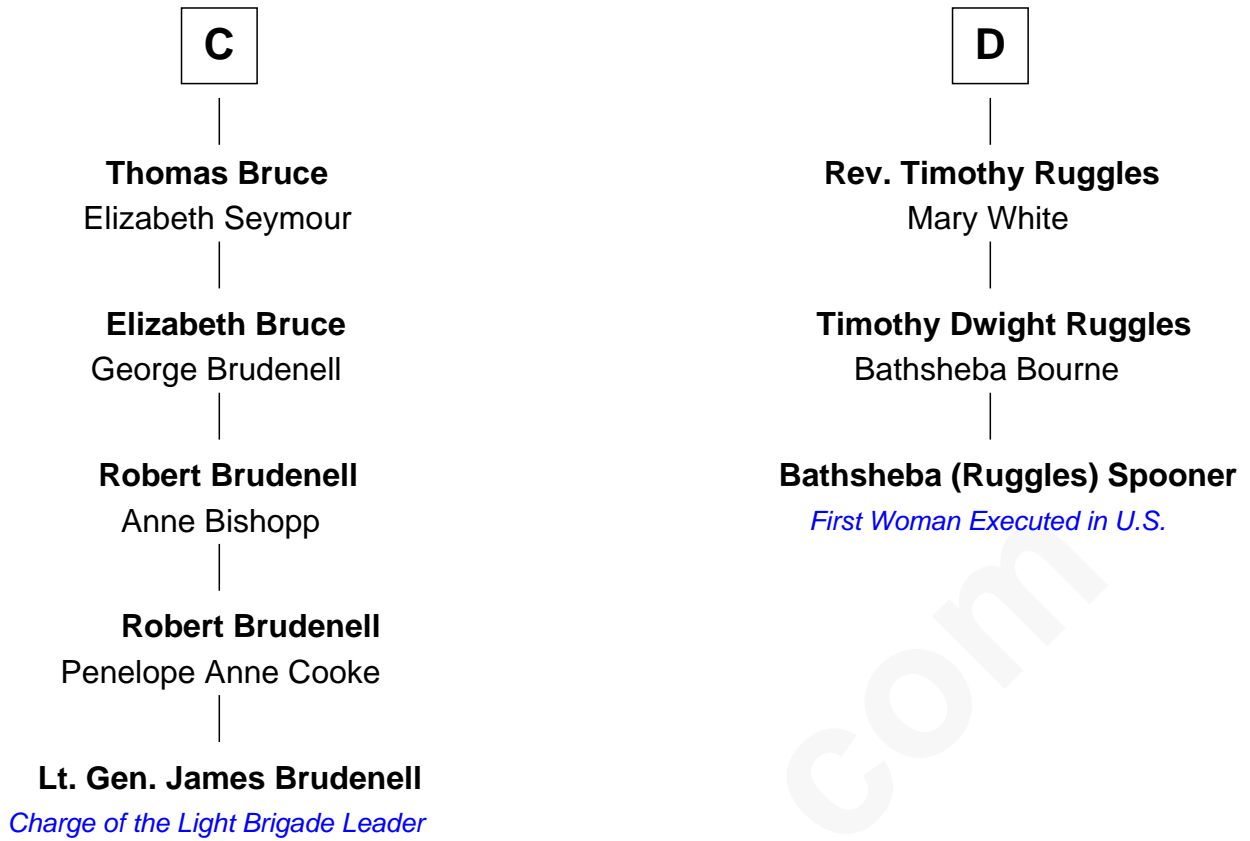 C
Thomas Bruce
Elizabeth Seymour
Elizabeth Bruce
George Brudenell
Robert Brudenell
Anne Bishopp
Robert Brudenell
Penelope Anne Cooke
Lt. Gen. James Brudenell
Charge of the Light Brigade Leader
D
Rev. Timothy Ruggles
Mary White
Timothy Dwight Ruggles
Bathsheba Bourne
Bathsheba (Ruggles) Spooner
First Woman Executed in U.S.
com